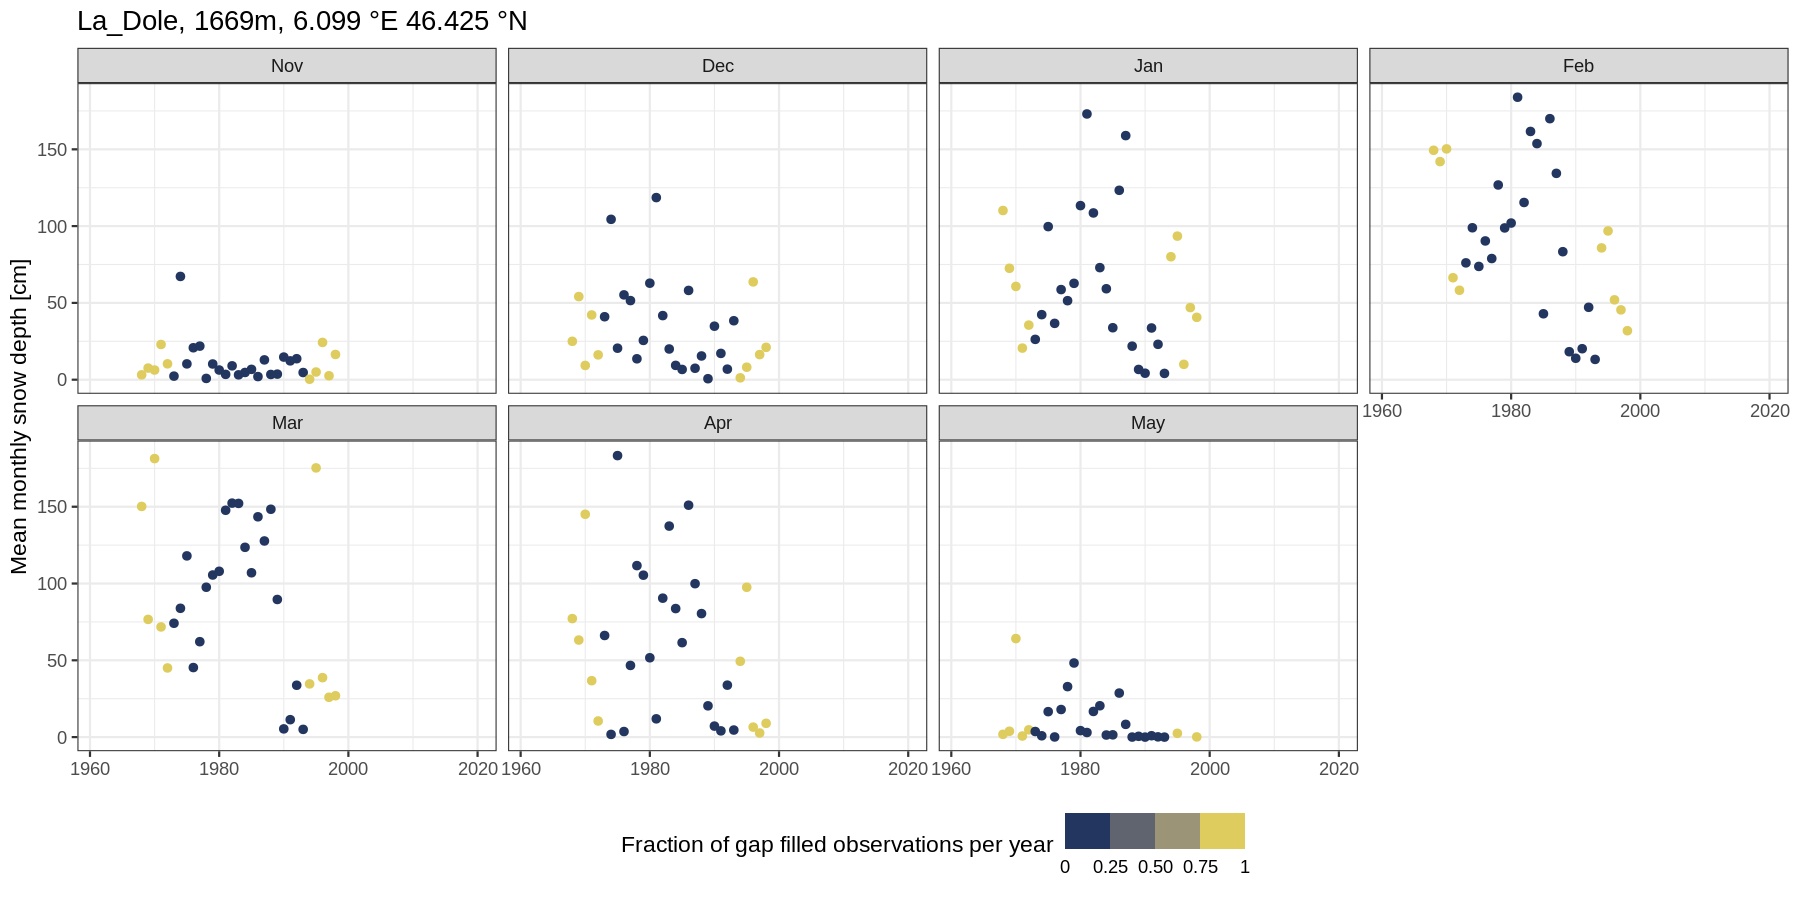 La_Dole, 1669m, 6.099 °E 46.425 °N
Nov Dec Jan Feb
150
100
50
0
1960 1980 2000 2020
Mar Apr May
150
100
50
0
1960 1980 2000 2020 1960 1980 2000 2020 1960 1980 2000 2020
Mean monthly snow depth [cm]
Fraction of gap filled observations per year
0 0.25 0.50 0.75 1